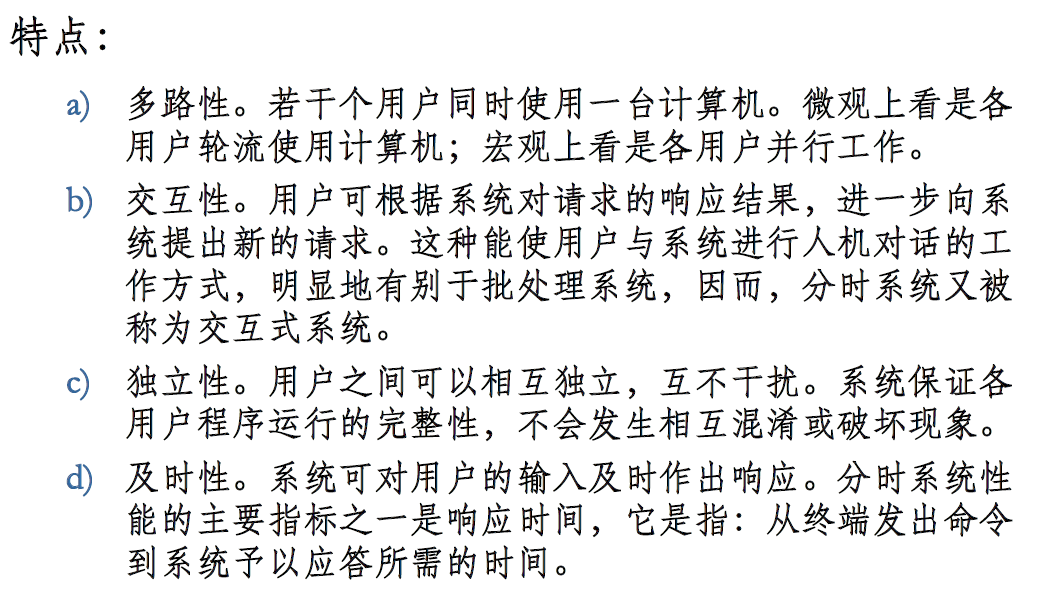 特点：
a) 多路性。若干个用户同时使用一台计算机。微观上看是各
用户轮流使用计算机；宏观上看是各用户并行工作。
b) 交互性。用户可根据系统对请求的响应结果，进一步向系
统提出新的请求。这种能使用户与系统进行人机对话的工
作方式，明显地有别于批处理系统，因而，分时系统又被
称为交互式系统。
c) 独立性。用户之间可以相互独立，互不干扰。系统保证各
用户程序运行的完整性，不会发生相互混淆或破坏现象。
d) 及时性。系统可对用户的输入及时作出响应。分时系统性
能的主要指标之一是响应时间，它是指：从终端发出命令
到系统予以应答所需的时间。